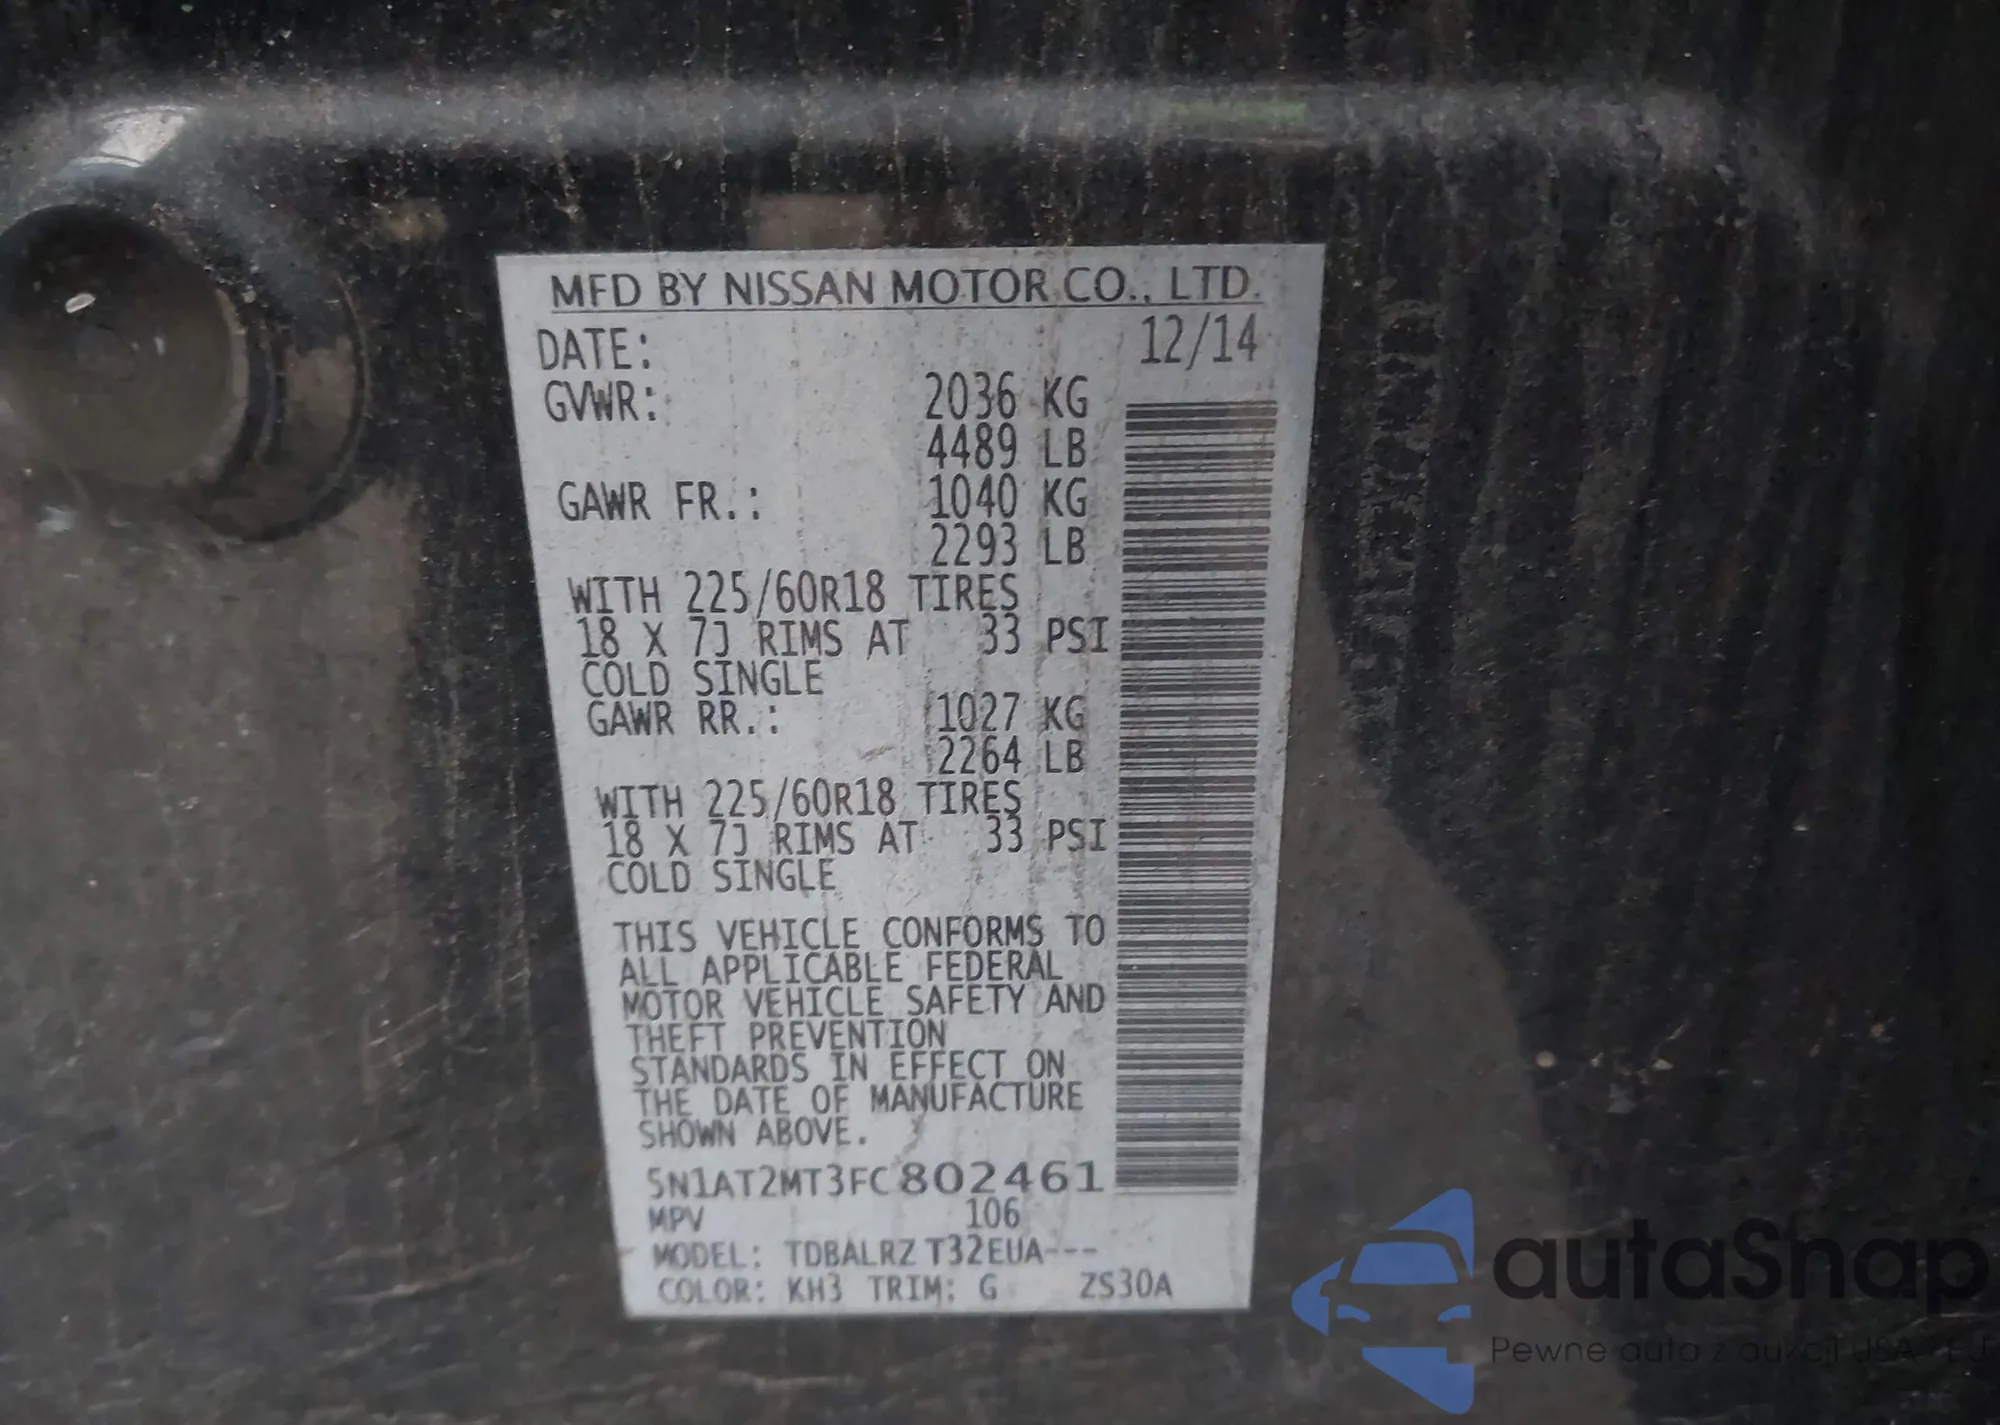 MFD BY NISSAN MOTOR CO., LTD.
DATE: 12/14
GVWR: 2036 KG
4489 LB
GAWR FR.: 1040 KG
2293 LB
WITH 225/60R18 TIRES
18 X 7J RIMS AT 33 PSI
COLD SINGLE
GAWR RR.: 1027 KG
2264 LB
WITH 225/60R18 TIRES
18 X 7J RIMS AT 33 PSI
COLD SINGLE
THIS VEHICLE CONFORMS TO
ALL APPLICABLE FEDERAL
MOTOR VEHICLE SAFETY AND
THEFT PREVENTION
STANDARDS IN EFFECT ON
THE DATE OF MANUFACTURE
SHOWN ABOVE.
5N1AT2MT3FC802461
MPV 106
MODEL: TDBALRZ T32EUA---
COLOR: KH3 TRIM: G ZS30A
autaSnap
Pewne auta z aukcji USA